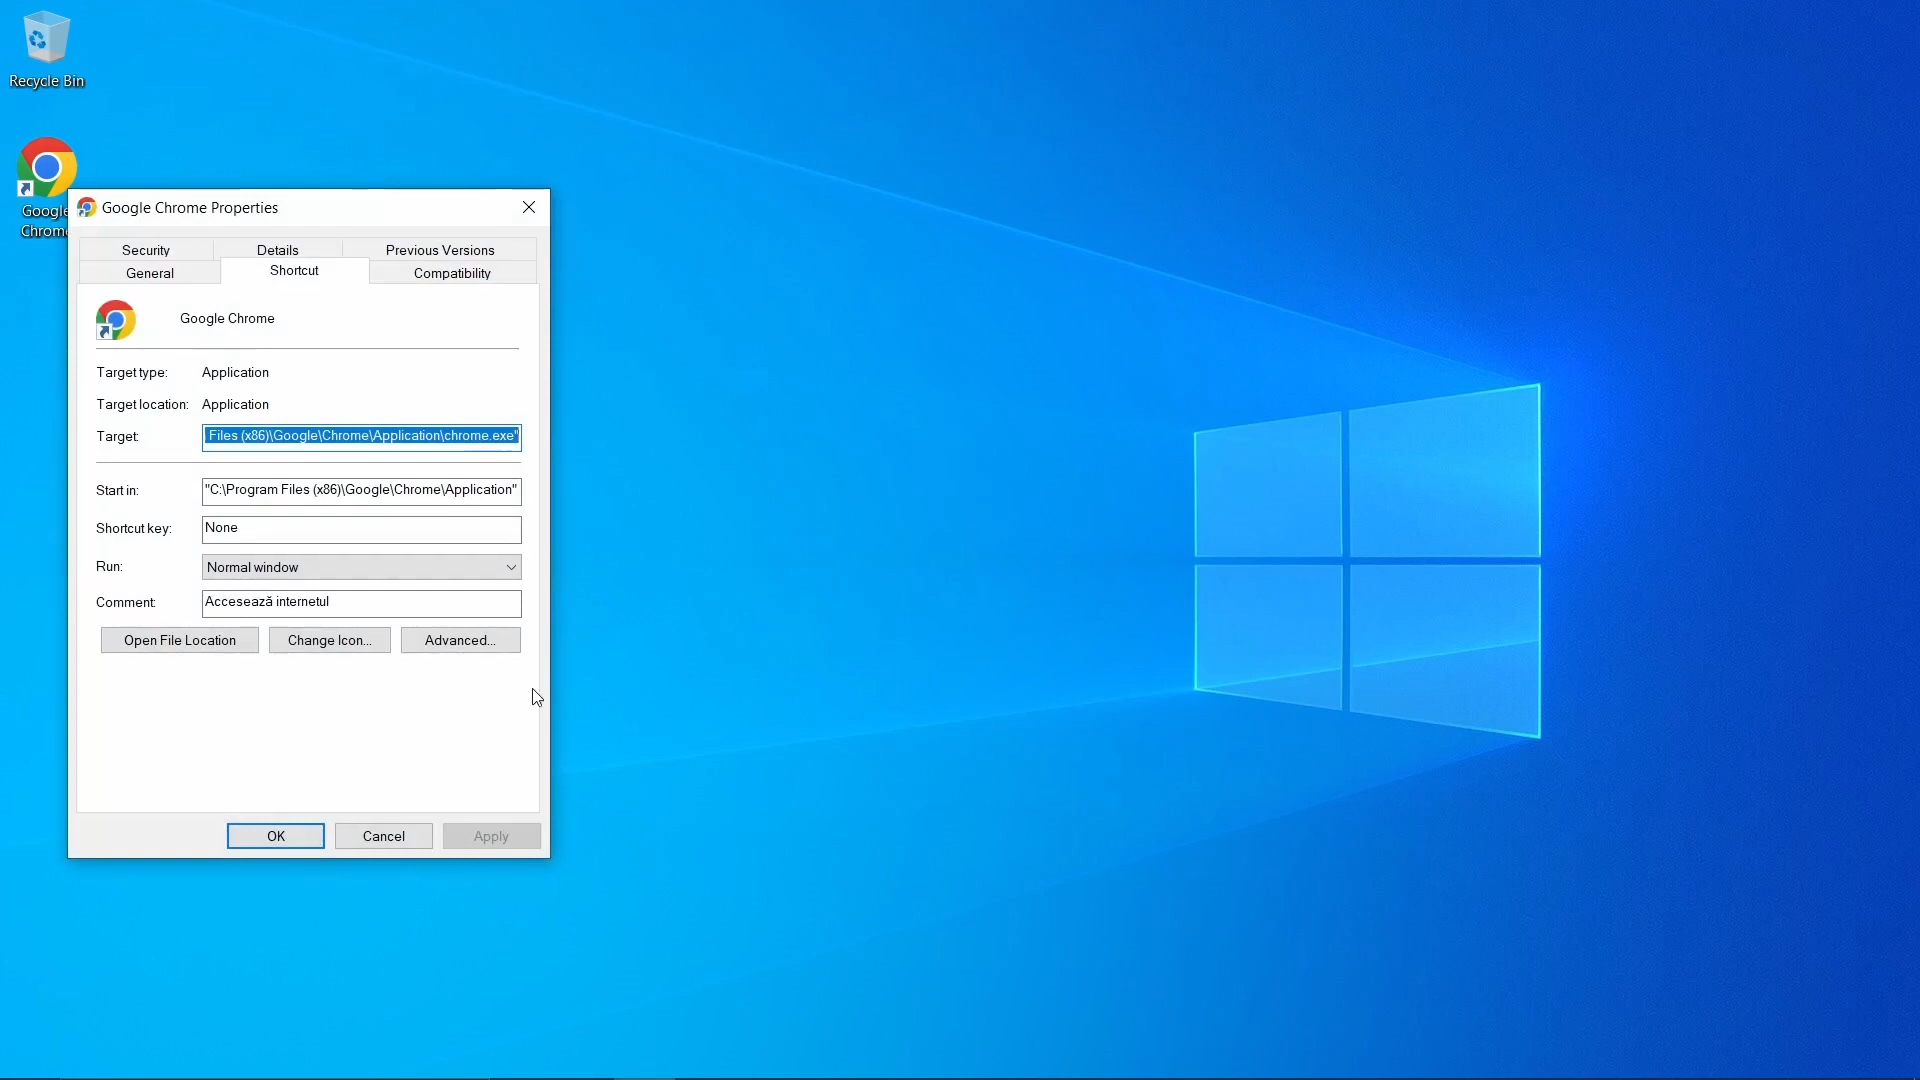 Recycle Bin
Google
Chrome
Google Chrome Properties
Security Details Previous Versions
General Shortcut Compatibility
Google Chrome
Target type: Application
Target location: Application
Target: Files (x86)\Google\Chrome\Application\chrome.exe"
Start in: "C:\Program Files (x86)\Google\Chrome\Application"
Shortcut key: None
Run: Normal window
Comment: Accesează internetul
Open File Location Change Icon... Advanced...
OK Cancel Apply